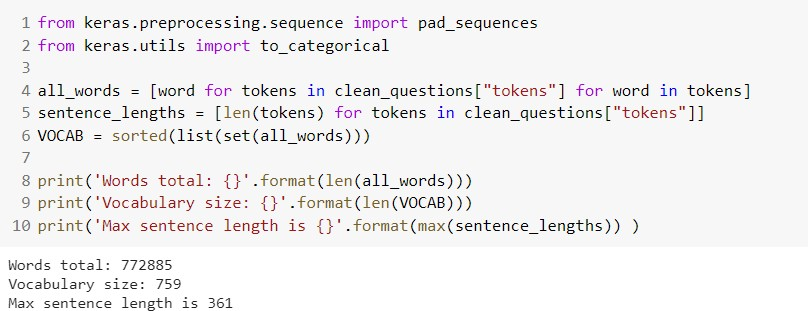 1 from keras.preprocessing.sequence import pad_sequences
2 from keras.utils import to_categorical
3
4 all_words = [word for tokens in clean_questions["tokens"] for word in tokens]
5 sentence_lengths = [len(tokens) for tokens in clean_questions["tokens"]]
6 VOCAB = sorted(list(set(all_words)))
7
8 print('Words total: {}'.format(len(all_words)))
9 print('Vocabulary size: {}'.format(len(VOCAB)))
10 print('Max sentence length is {}'.format(max(sentence_lengths)) )
Words total: 772885
Vocabulary size: 759
Max sentence length is 361